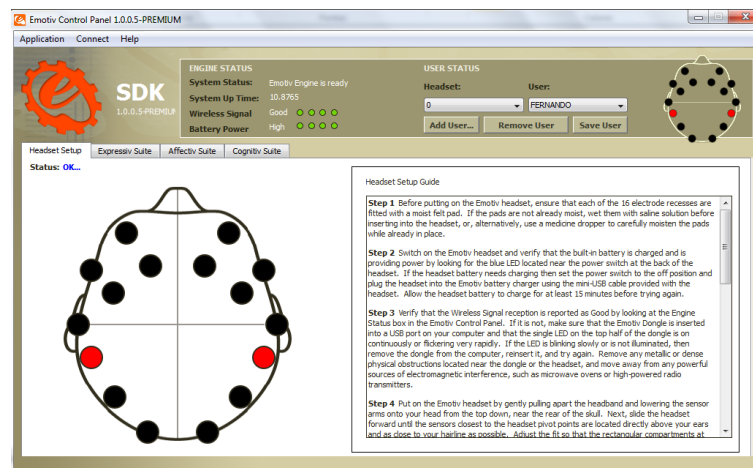 Emotiv Control Panel 1.0.0.5-PREMIUM
Application Connect Help
SDK
1.0.0.5-PREMIUM
ENGINE STATUS
System Status: Emotiv Engine is ready
System Up Time: 10.8765
Wireless Signal Good
Battery Power High
USER STATUS
Headset: User:
0 FERNANDO
Add User... Remove User Save User
Headset Setup Expressiv Suite Affectiv Suite Cognitiv Suite
Status: OK...
Headset Setup Guide
Step 1 Before putting on the Emotiv headset, ensure that each of the 16 electrode recesses are
fitted with a moist felt pad. If the pads are not already moist, wet them with saline solution before
inserting into the headset, or, alternatively, use a medicine dropper to carefully moisten the pads
while already in place.
Step 2 Switch on the Emotiv headset and verify that the built-in battery is charged and is
providing power by looking for the blue LED located near the power switch at the back of the
headset. If the headset battery needs charging then set the power switch to the off position and
plug the headset into the Emotiv battery charger using the mini-USB cable provided with the
headset. Allow the headset battery to charge for at least 15 minutes before trying again.
Step 3 Verify that the Wireless Signal reception is reported as Good by looking at the Engine
Status box in the Emotiv Control Panel. If it is not, make sure that the Emotiv Dongle is inserted
into a USB port on your computer and that the single LED on the top half of the dongle is on
continuously or flickering very rapidly. If the LED is blinking slowly or is not illuminated, then
remove the dongle from the computer, reinsert it, and try again. Remove any metallic or dense
physical obstructions located near the dongle or the headset, and move away from any powerful
sources of electromagnetic interference, such as microwave ovens or high-powered radio
transmitters.
Step 4 Put on the Emotiv headset by gently pulling apart the headband and lowering the sensor
arms onto your head from the top down, near the rear of the skull. Next, slide the headset
forward until the sensors closest to the headset pivot points are located directly above your ears
and as close to your hairline as possible. Adjust the fit so that the rectangular compartments at